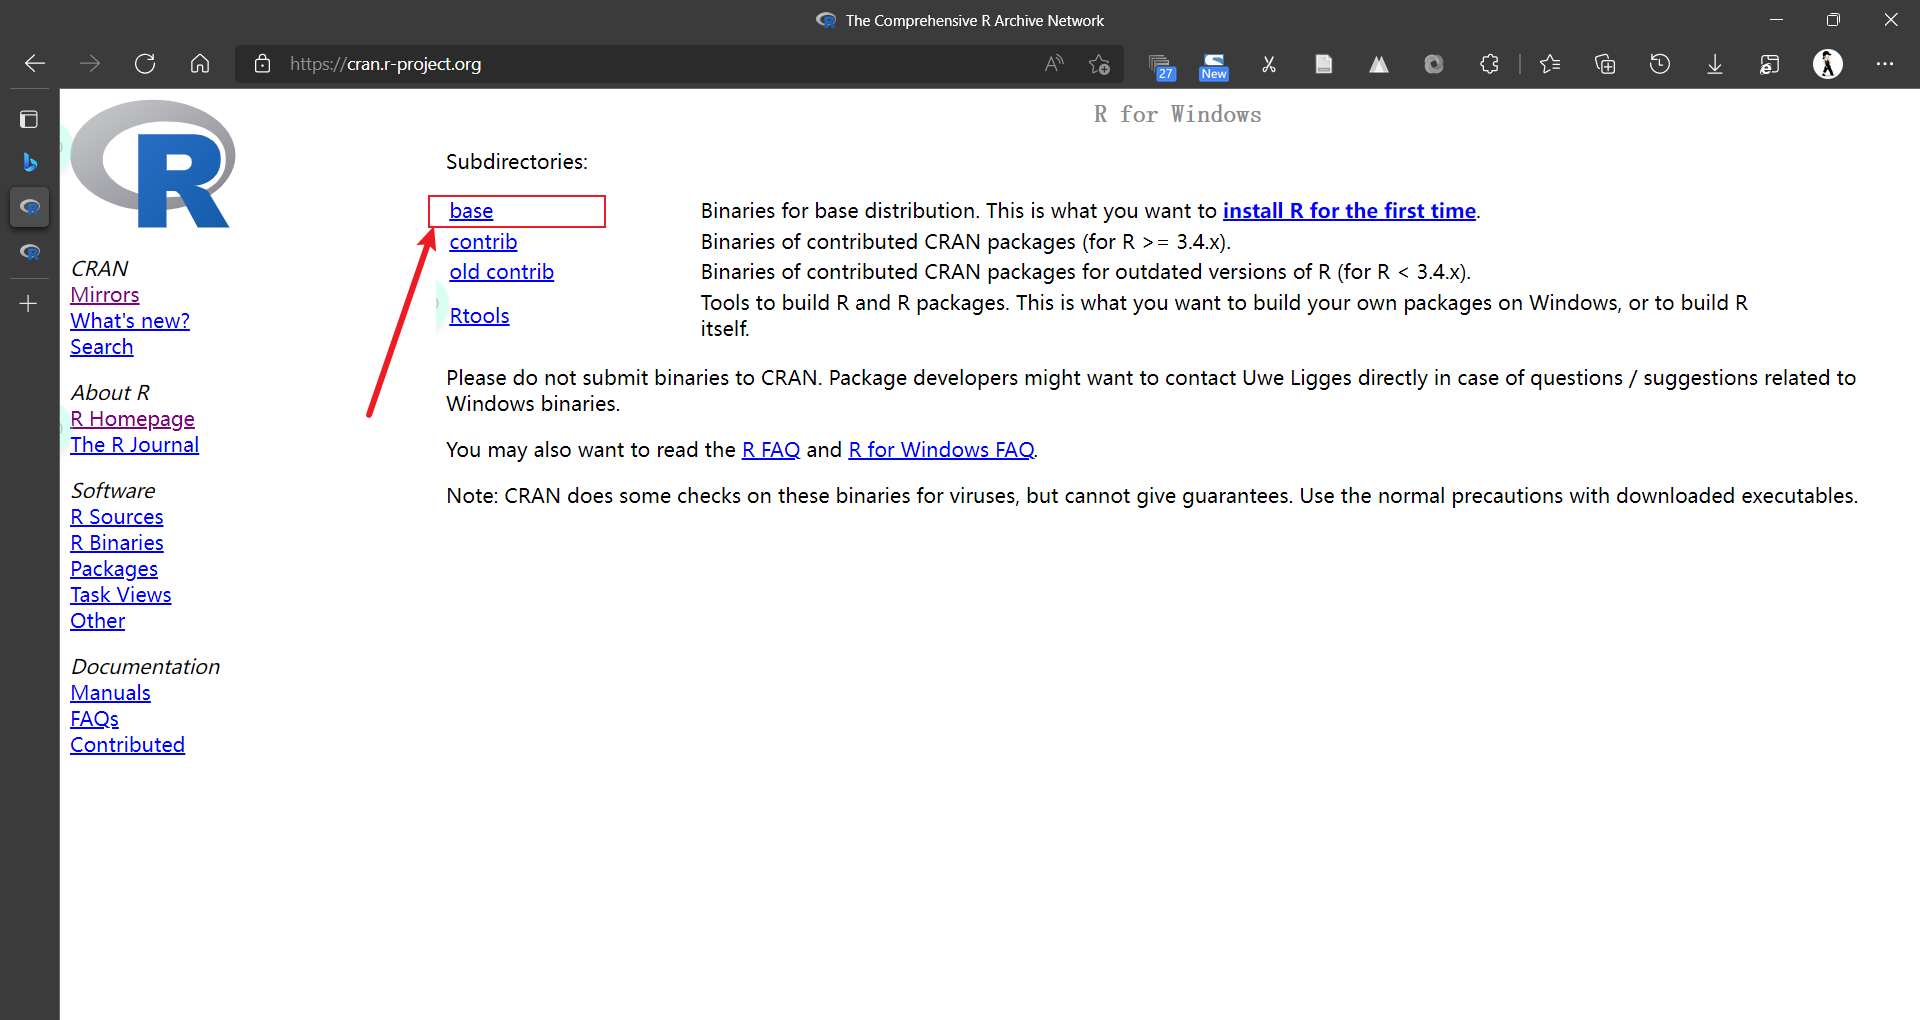 The Comprehensive R Archive Network
https://cran.r-project.org
27
New
R
R for Windows
Subdirectories:
base Binaries for base distribution. This is what you want to install R for the first time.
contrib Binaries of contributed CRAN packages (for R >= 3.4.x).
old contrib Binaries of contributed CRAN packages for outdated versions of R (for R < 3.4.x).
Rtools Tools to build R and R packages. This is what you want to build your own packages on Windows, or to build R
itself.
Please do not submit binaries to CRAN. Package developers might want to contact Uwe Ligges directly in case of questions / suggestions related to
Windows binaries.
You may also want to read the R FAQ and R for Windows FAQ.
Note: CRAN does some checks on these binaries for viruses, but cannot give guarantees. Use the normal precautions with downloaded executables.
CRAN
Mirrors
What's new?
Search
About R
R Homepage
The R Journal
Software
R Sources
R Binaries
Packages
Task Views
Other
Documentation
Manuals
FAQs
Contributed